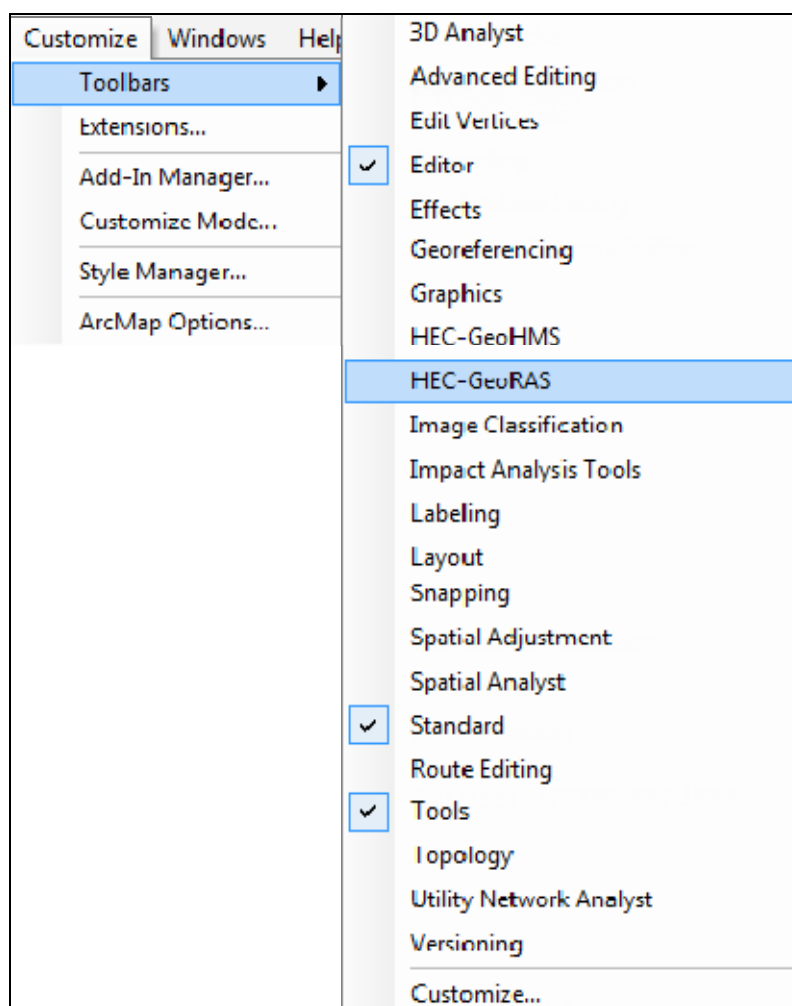 Customize Windows Help
Toolbars
Extensions...
Add-In Manager...
Customize Mode...
Style Manager...
ArcMap Options...
3D Analyst
Advanced Editing
Edit Vertices
Editor
Effects
Georeferencing
Graphics
HEC-GeoHMS
HEC-GeoRAS
Image Classification
Impact Analysis Tools
Labeling
Layout
Snapping
Spatial Adjustment
Spatial Analyst
Standard
Route Editing
Tools
Topology
Utility Network Analyst
Versioning
Customize...